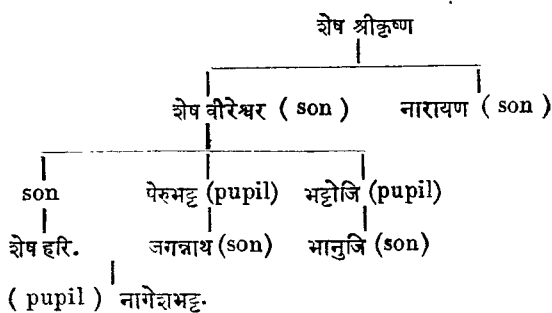 शेष श्रीकृष्ण
शेष वीरेश्वर ( son ) नारायण ( son )
son पेरुभट्ट (pupil) भट्टोजि (pupil)
शेष हरि. जगन्नाथ (son) भानुजि (son)
( pupil ) नागेशभट्ट.